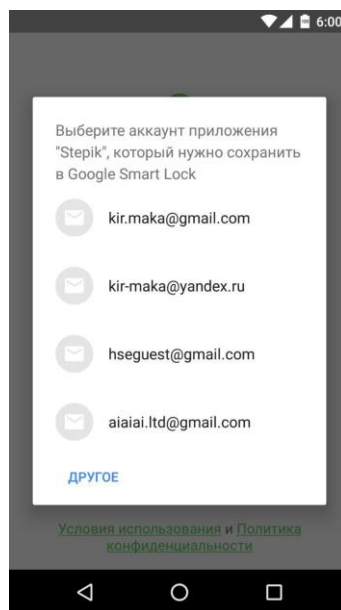 6:00
Выберите аккаунт приложения
"Stepik", который нужно сохранить
в Google Smart Lock
kir.maka@gmail.com
kir-maka@yandex.ru
hseguest@gmail.com
aiaiai.ltd@gmail.com
ДРУГОЕ
Условия использования и Политика
конфиденциальности